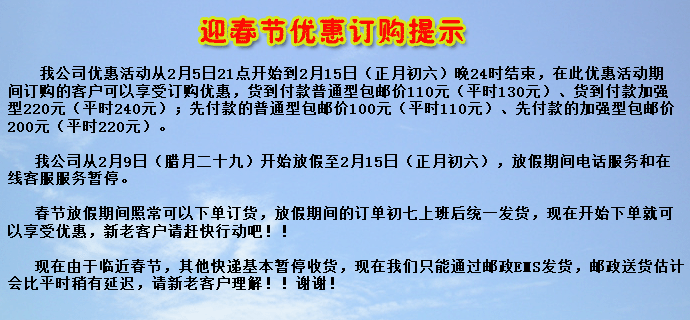 迎春节优惠订购提示
我公司优惠活动从2月5日21点开始到2月15日（正月初六）晚24时结束，在此优惠活动期
间订购的客户可以享受订购优惠，货到付款普通型包邮价110元（平时130元）、货到付款加强
型220元（平时240元）；先付款的普通型包邮价100元（平时110元）、先付款的加强型包邮价
200元（平时220元）。
我公司从2月9日（腊月二十九）开始放假至2月15日（正月初六），放假期间电话服务和在
线客服服务暂停。
春节放假期间照常可以下单订货，放假期间的订单初七上班后统一发货，现在开始下单就可
以享受优惠，新老客户请赶快行动吧！！
现在由于临近春节，其他快递基本暂停收货，现在我们只能通过邮政EMS发货，邮政送货估计
会比平时稍有延迟，请新老客户理解！！谢谢！